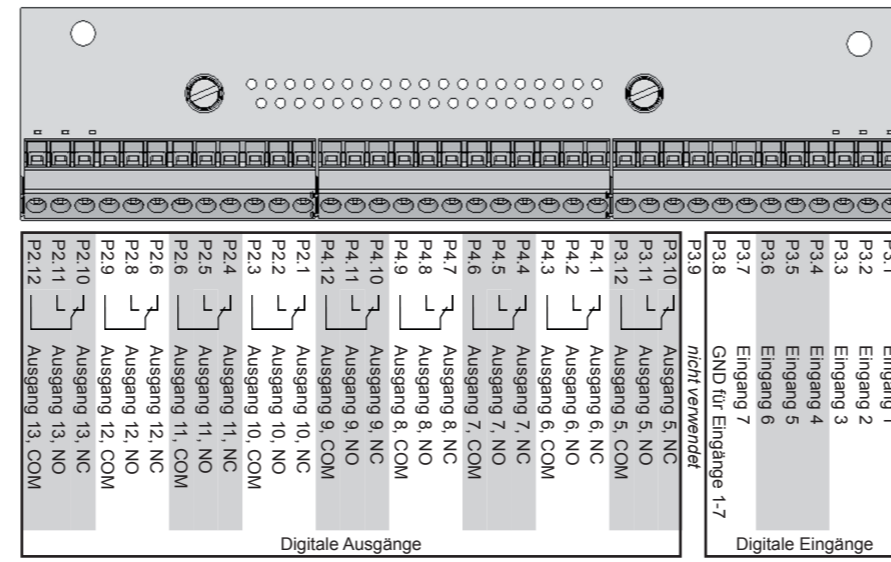 P2.12 Ausgang 13, COM
P2.11 Ausgang 13, NO
P2.10 Ausgang 13, NC
P2.9 Ausgang 12, COM
P2.8 Ausgang 12, NO
P2.6 Ausgang 12, NC
P2.6 Ausgang 11, COM
P2.5 Ausgang 11, NO
P2.4 Ausgang 11, NC
P2.3 Ausgang 10, COM
P2.2 Ausgang 10, NO
P2.1 Ausgang 10, NC
P4.12 Ausgang 9, COM
P4.11 Ausgang 9, NO
P4.10 Ausgang 9, NC
P4.9 Ausgang 8, COM
P4.8 Ausgang 8, NO
P4.7 Ausgang 8, NC
P4.6 Ausgang 7, COM
P4.5 Ausgang 7, NO
P4.4 Ausgang 7, NC
P4.3 Ausgang 6, COM
P4.2 Ausgang 6, NO
P4.1 Ausgang 6, NC
P3.12 Ausgang 5, COM
P3.11 Ausgang 5, NO
P3.10 Ausgang 5, NC
P3.9 nicht verwendet
P3.8 GND für Eingänge 1-7
P3.7 Eingang 7
P3.6 Eingang 6
P3.5 Eingang 5
P3.4 Eingang 4
P3.3 Eingang 3
P3.2 Eingang 2
P3.1 Eingang 1
Digitale Ausgänge
Digitale Eingänge